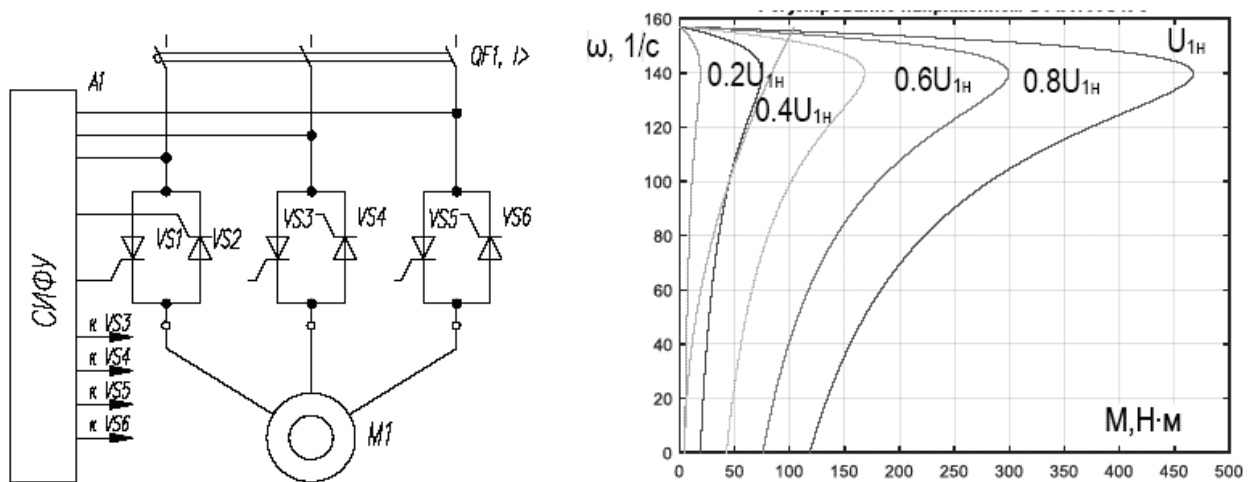 QF1, I>
A1
СИФУ
VS1
VS2
VS3
VS4
VS5
VS6
к VS3
к VS4
к VS5
к VS6
M1
ω, 1/c
160
140
120
100
80
60
40
20
0
0.2U1н
0.4U1н
0.6U1н
0.8U1н
U1н
M,Н·м
0 50 100 150 200 250 300 350 400 450 500